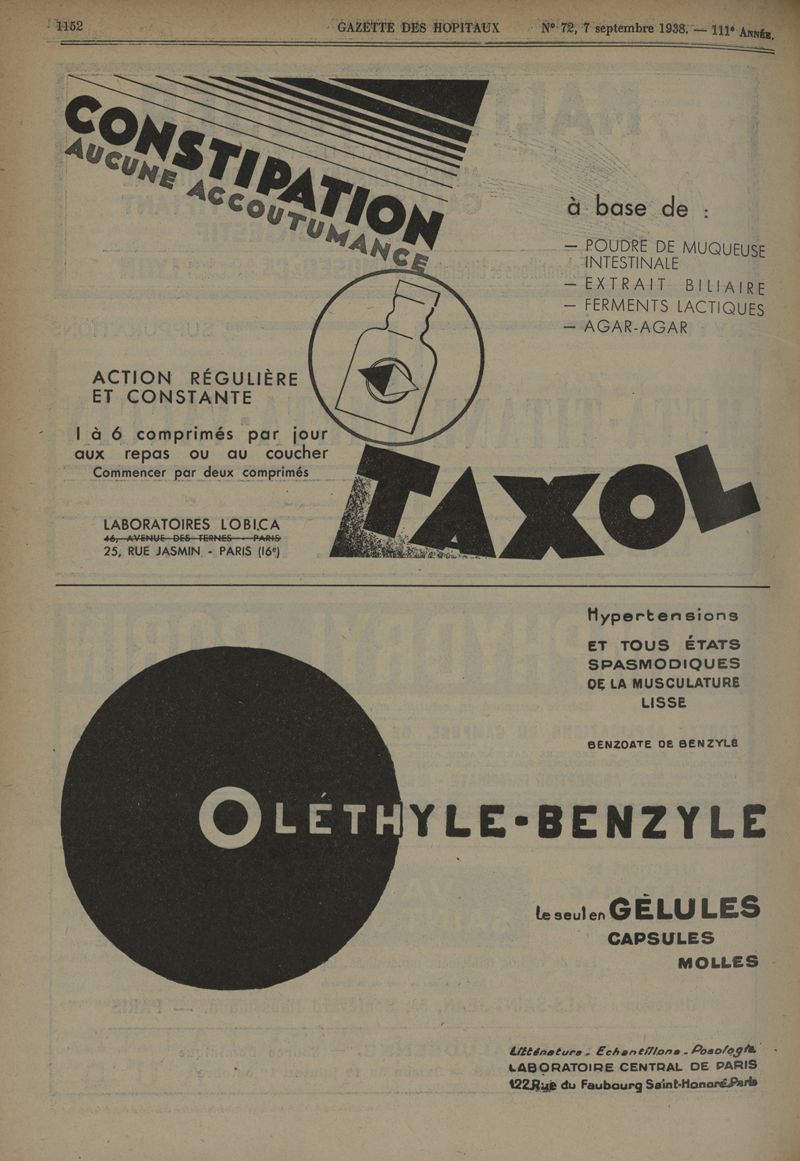 1152
GAZETTE DES HOPITAUX
N° 72, 7 septembre 1938. — 111e ANNÉE.
CONSTIPATION
AUCUNE ACCOUTUMANCE
à base de :
— POUDRE DE MUQUEUSE
INTESTINALE
— EXTRAIT BILIAIRE
— FERMENTS LACTIQUES
— AGAR-AGAR
ACTION RÉGULIÈRE
ET CONSTANTE
1 à 6 comprimés par jour
aux repas ou au coucher
Commencer par deux comprimés
TAXOL
LABORATOIRES LOBICA
46, AVENUE DES TERNES - PARIS
25, RUE JASMIN - PARIS (16e)
Hypertensions
ET TOUS ÉTATS
SPASMODIQUES
DE LA MUSCULATURE
LISSE
BENZOATE DE BENZYLE
OLÉTHYLE-BENZYLE
Le seul en GÉLULES
CAPSULES
MOLLES
Littérature - Echantillons - Posologie
LABORATOIRE CENTRAL DE PARIS
122, Rue du Faubourg Saint-Honoré, Paris